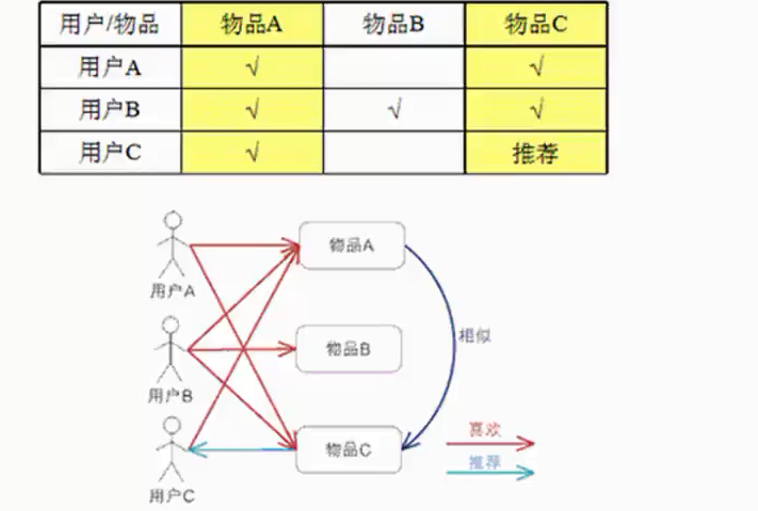 用户/物品 物品A 物品B 物品C
用户A √ √
用户B √ √ √
用户C √ 推荐
物品A
用户A
相似
物品B
用户B
喜欢
物品C
推荐
用户C